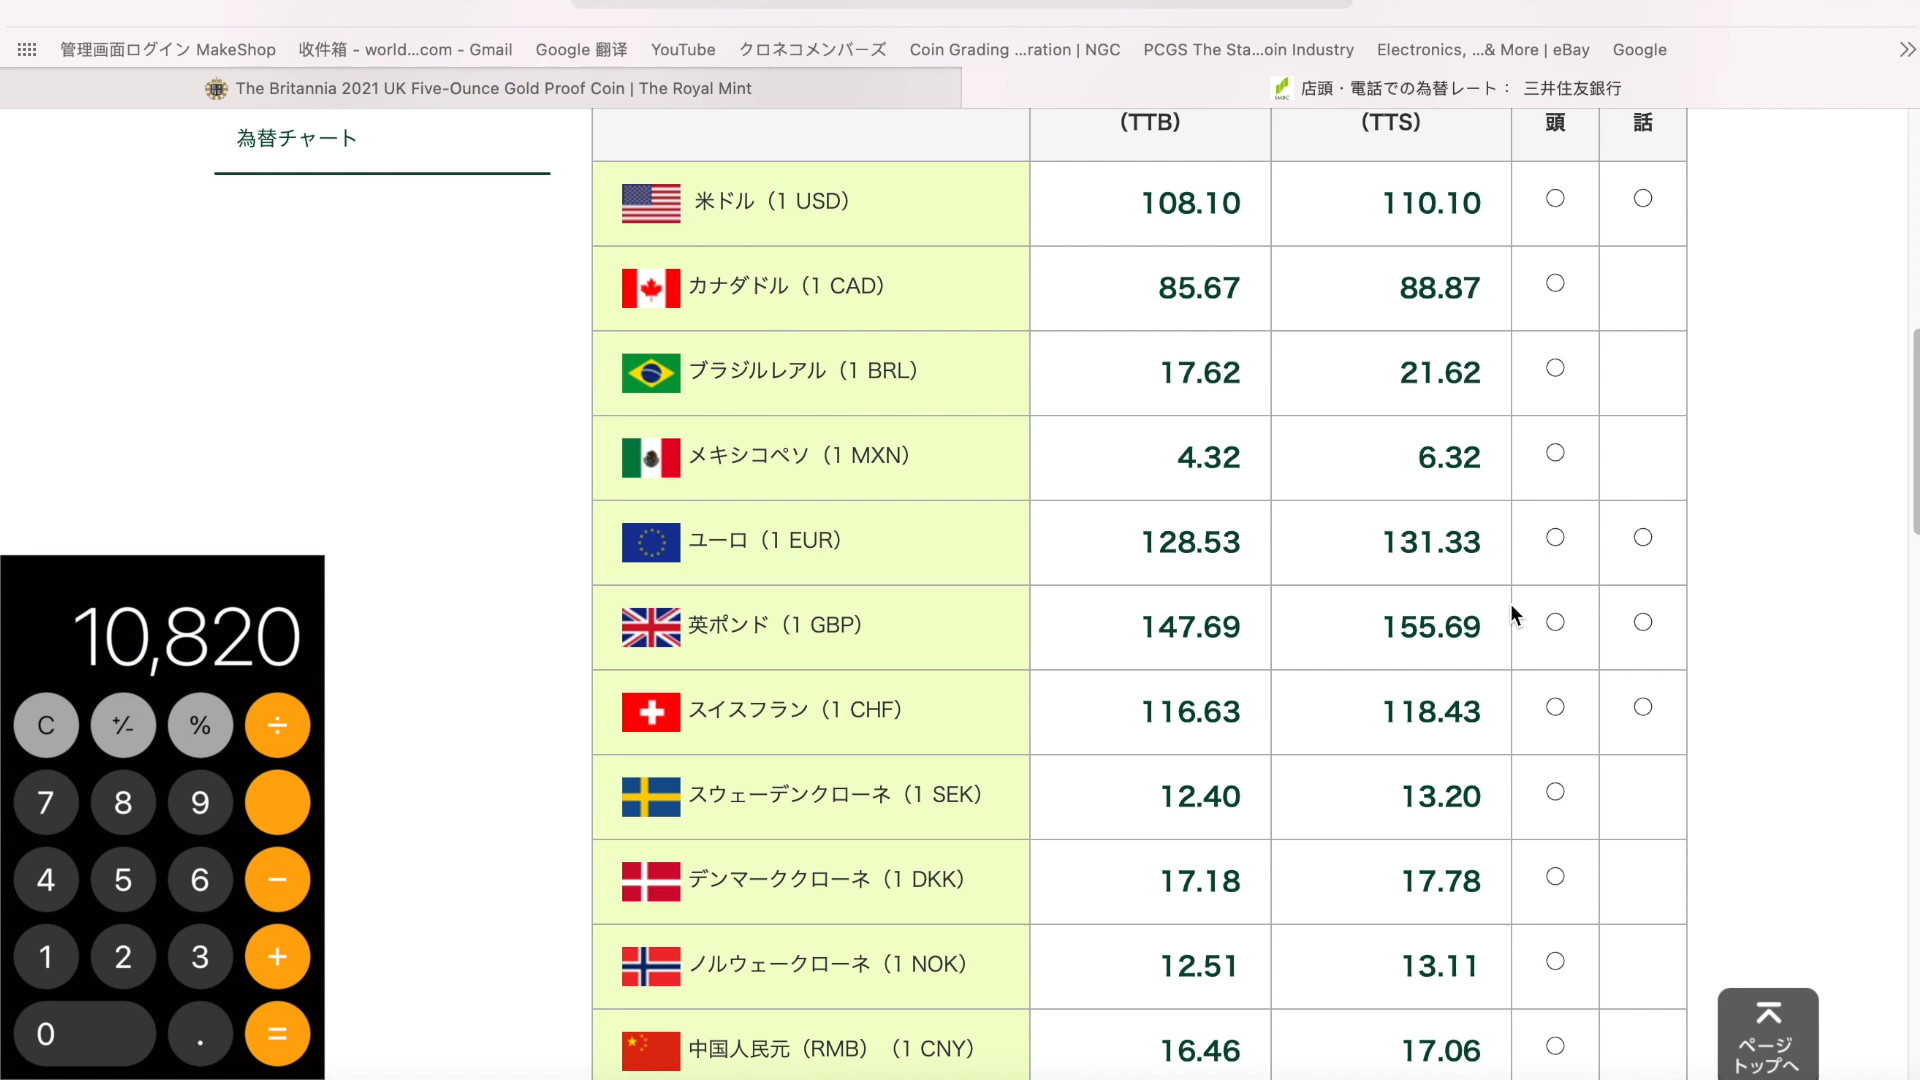 管理画面ログイン MakeShop 收件箱 - world...com - Gmail Google 翻译 YouTube クロネコメンバーズ Coin Grading ...ration | NGC PCGS The Sta...oin Industry Electronics, ...& More | eBay Google
The Britannia 2021 UK Five-Ounce Gold Proof Coin | The Royal Mint
SMBC 店頭・電話での為替レート： 三井住友銀行
為替チャート
(TTB) (TTS) 頭 話
米ドル（1 USD） 108.10 110.10 ○ ○
カナダドル（1 CAD） 85.67 88.87 ○
ブラジルレアル（1 BRL） 17.62 21.62 ○
メキシコペソ（1 MXN） 4.32 6.32 ○
ユーロ（1 EUR） 128.53 131.33 ○ ○
英ポンド（1 GBP） 147.69 155.69 ○ ○
スイスフラン（1 CHF） 116.63 118.43 ○ ○
スウェーデンクローネ（1 SEK） 12.40 13.20 ○
デンマーククローネ（1 DKK） 17.18 17.78 ○
ノルウェークローネ（1 NOK） 12.51 13.11 ○
中国人民元（RMB）（1 CNY） 16.46 17.06 ○
10,820
C +/- % ÷
7 8 9
4 5 6 −
1 2 3 +
0 . =
ページ
トップへ